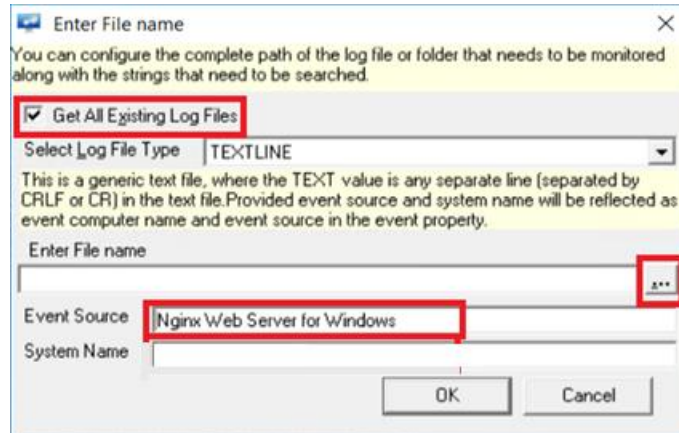 Enter File name
You can configure the complete path of the log file or folder that needs to be monitored
along with the strings that need to be searched.
Get All Existing Log Files
Select Log File Type TEXTLINE
This is a generic text file, where the TEXT value is any separate line (separated by
CRLF or CR) in the text file.Provided event source and system name will be reflected as
event computer name and event source in the event property.
Enter File name
...
Event Source Nginx Web Server for Windows
System Name
OK Cancel